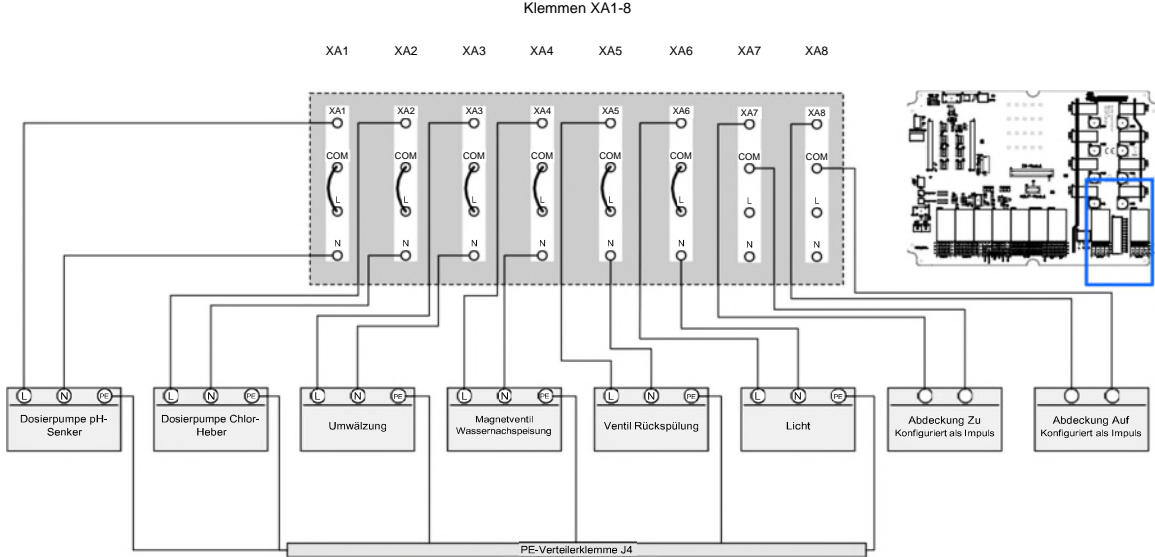 Klemmen XA1-8
XA1 XA2 XA3 XA4 XA5 XA6 XA7 XA8
XA1 XA2 XA3 XA4 XA5 XA6 XA7 XA8
COM COM COM COM COM COM COM COM
L L L L L L L L
N N N N N N N N
L N PE L N PE L N PE L N PE L N PE L N PE
Dosierpumpe pH-
Senker
Dosierpumpe Chlor-
Heber
Umwälzung
Magnetventil
Wassernachspeisung
Ventil Rückspülung
Licht
Abdeckung Zu
Konfiguriert als Impuls
Abdeckung Auf
Konfiguriert als Impuls
PE-Verteilerklemme J4